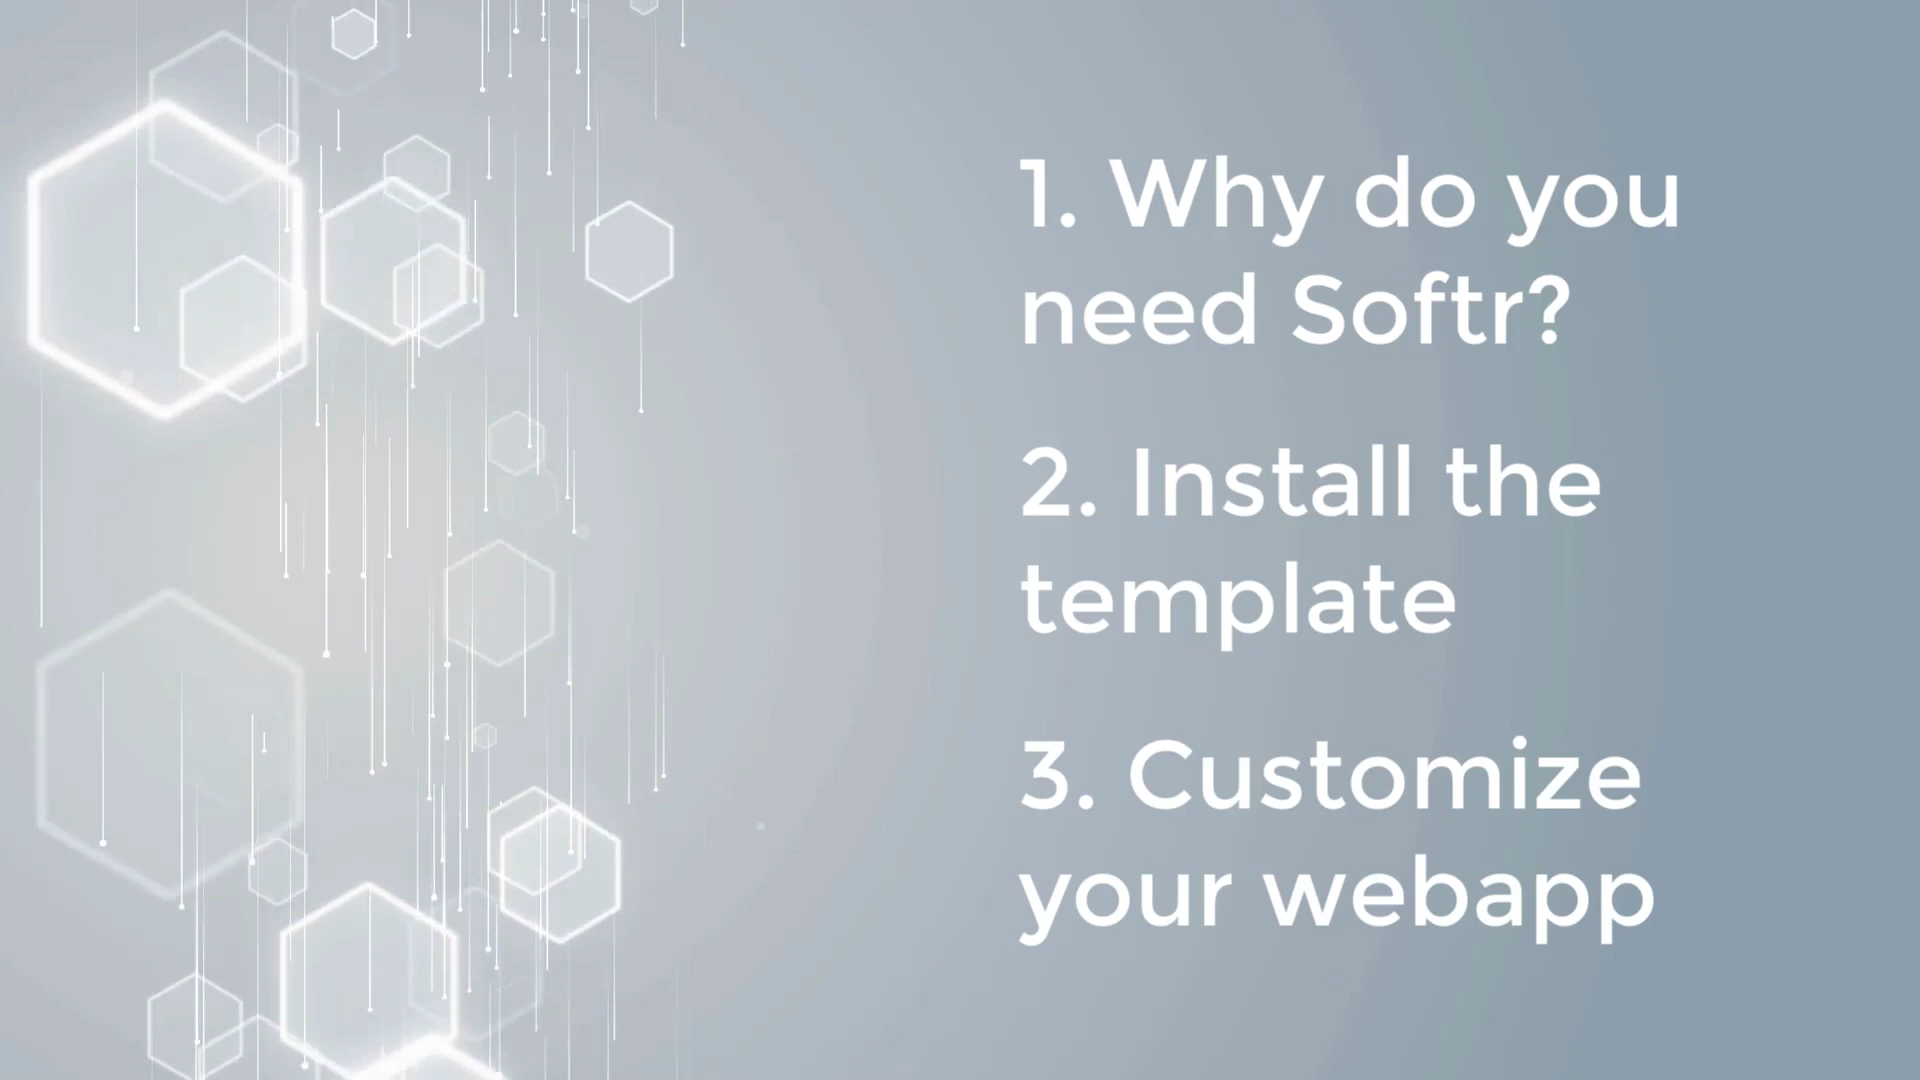 1. Why do you
need Softr?
2. Install the
template
3. Customize
your webapp